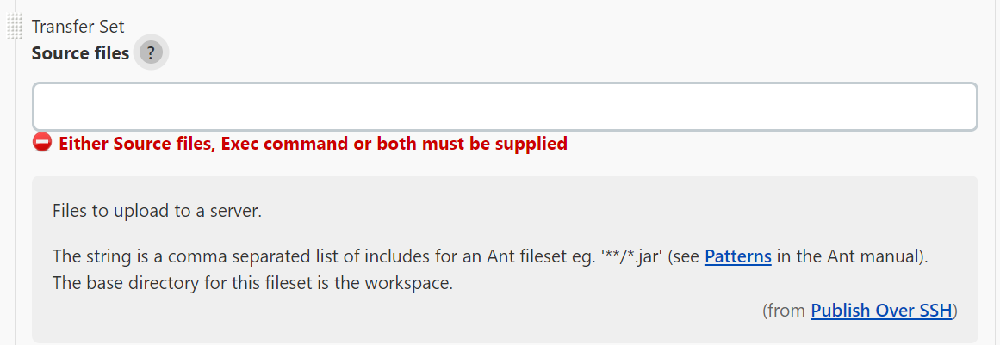 Transfer Set
Source files ?
Either Source files, Exec command or both must be supplied
Files to upload to a server.
The string is a comma separated list of includes for an Ant fileset eg. '**/*.jar' (see Patterns in the Ant manual).
The base directory for this fileset is the workspace.
(from Publish Over SSH)